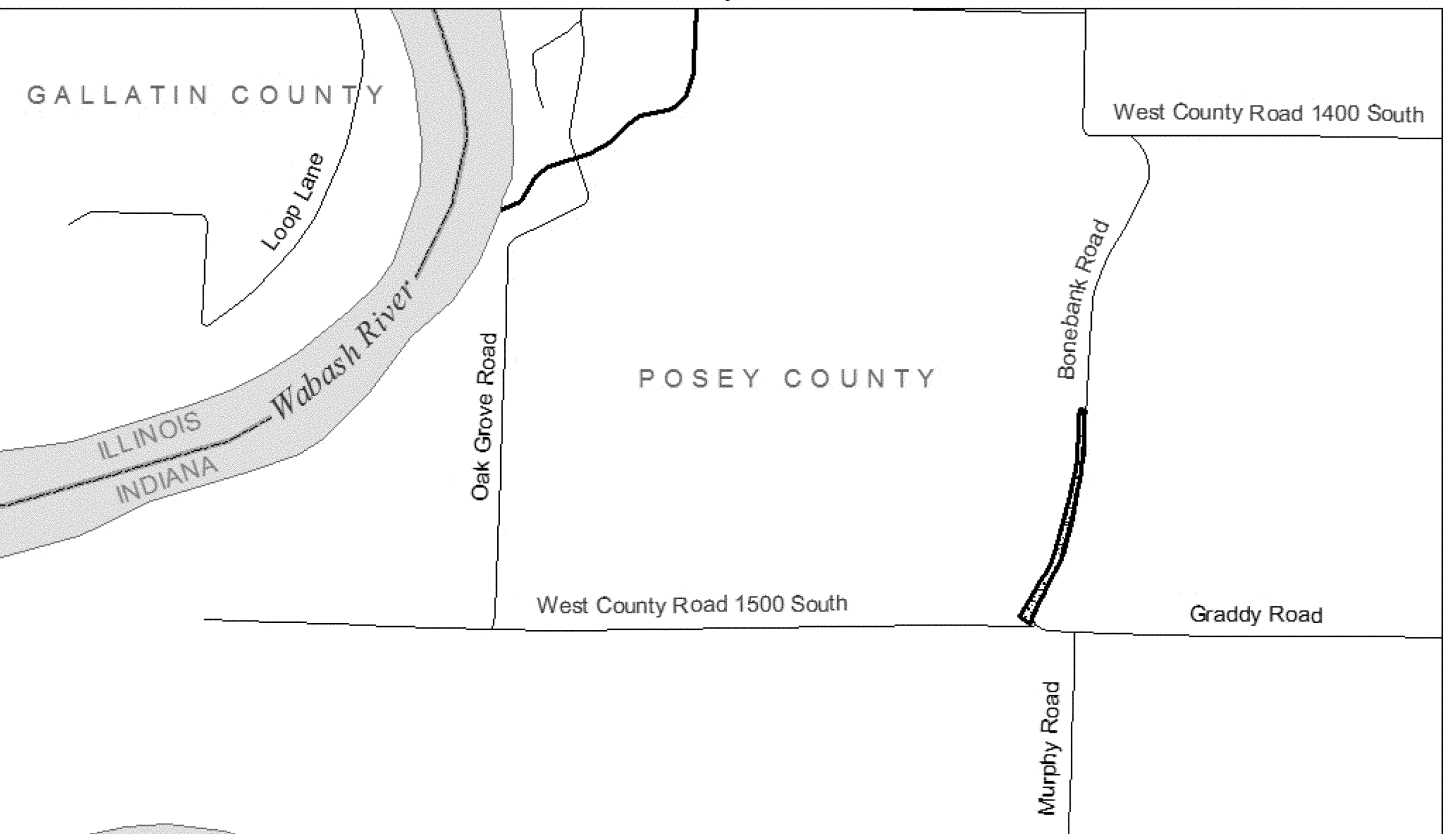 GALLATIN COUNTY
West County Road 1400 South
Loop Lane
Bonebank Road
Wabash River
Oak Grove Road
POSEY COUNTY
ILLINOIS
INDIANA
West County Road 1500 South
Graddy Road
Murphy Road